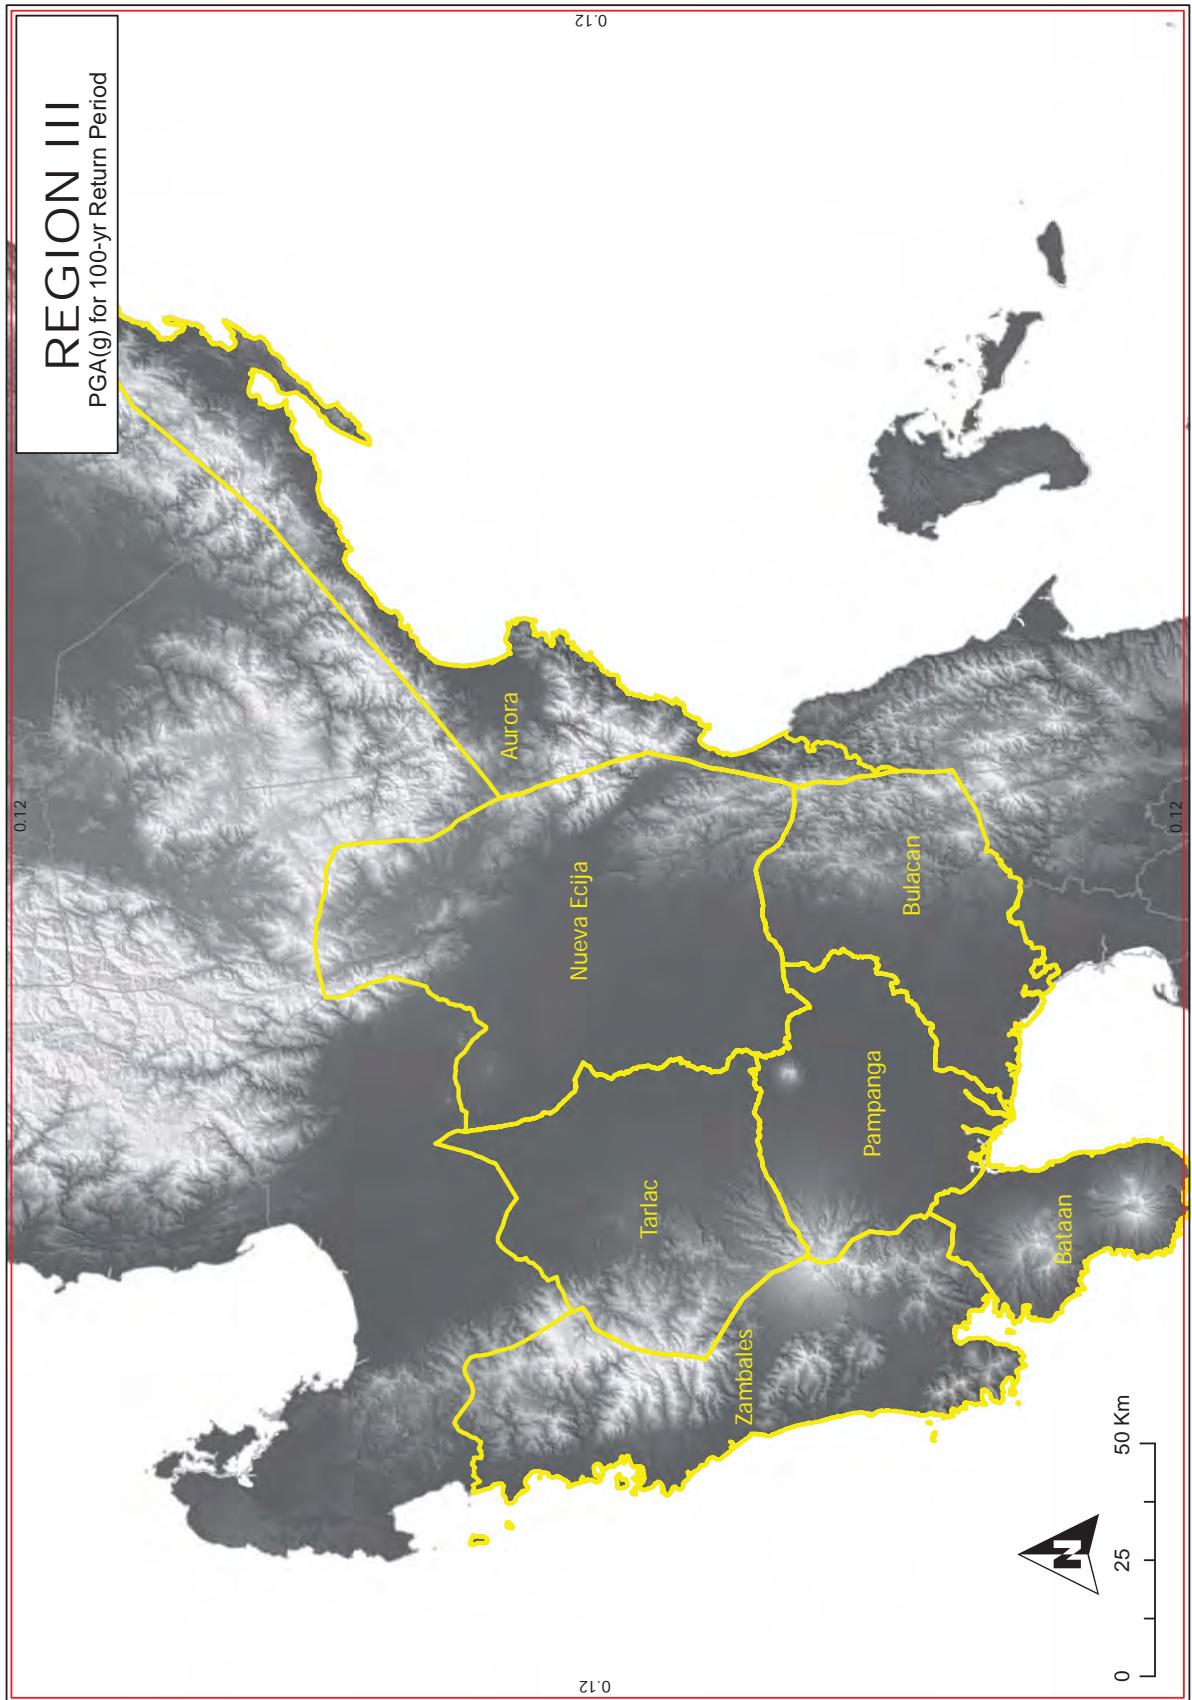 REGION III
PGA(g) for 100-yr Return Period
0.12
0.12
0.12
0.12
Aurora
Nueva Ecija
Bulacan
Tarlac
Pampanga
Zambales
Bataan
N
0 25 50 Km